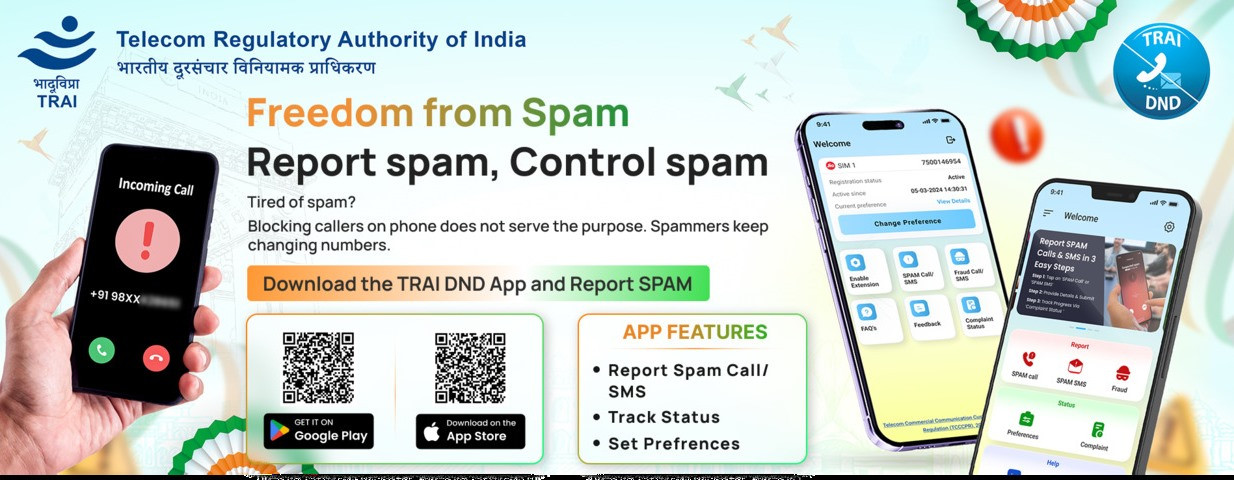 Telecom Regulatory Authority of India
भारतीय दूरसंचार विनियामक प्राधिकरण
भादूविप्रा
TRAI
TRAI
DND
Freedom from Spam
Report spam, Control spam
Tired of spam?
Blocking callers on phone does not serve the purpose. Spammers keep
changing numbers.
Download the TRAI DND App and Report SPAM
GET IT ON
Google Play
Download on the
App Store
APP FEATURES
• Report Spam Call/
SMS
• Track Status
• Set Prefrences
Incoming Call
!
+91 98XX
9:41
Welcome
Jio SIM 1 7500146954
Registration status Active
Active since 05-03-2024 14:30:31
Current preference View Details
Change Preference
Enable
Extension
SPAM Call/
SMS
Fraud Call/
SMS
FAQ's
Feedback
Complaint
Status
Telecom Commercial Communication
Regulation (TCCCPR),
9:41
Welcome
Report SPAM
Calls & SMS in 3
Easy Steps
Step 1: Tap on 'SPAM Call' or
'SPAM SMS'
Step 2: Provide Details & Submit
Step 3: Track Progress Via
'Complaint Status'
Report
SPAM call
SPAM SMS
Fraud
Status
Preferences
Complaint
Help